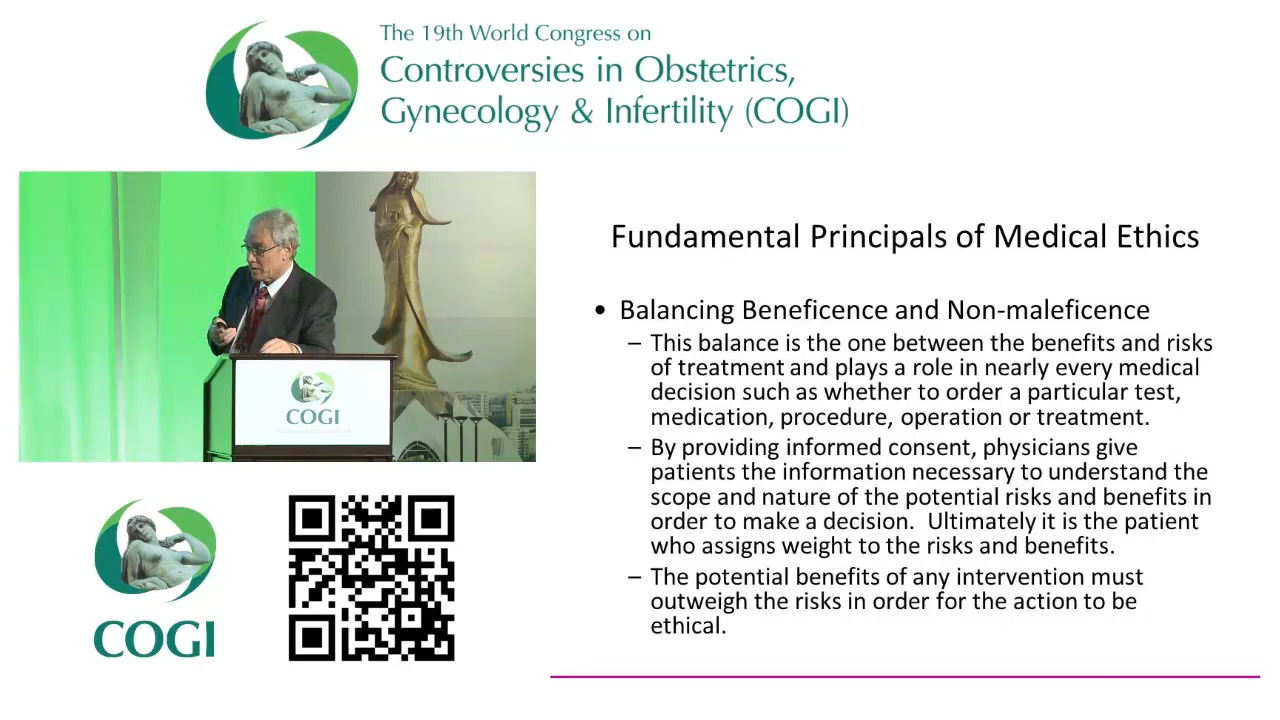 The 19th World Congress on
Controversies in Obstetrics,
Gynecology & Infertility (COGI)
COGI
COGI
Fundamental Principals of Medical Ethics
• Balancing Beneficence and Non-maleficence
– This balance is the one between the benefits and risks
of treatment and plays a role in nearly every medical
decision such as whether to order a particular test,
medication, procedure, operation or treatment.
– By providing informed consent, physicians give
patients the information necessary to understand the
scope and nature of the potential risks and benefits in
order to make a decision.  Ultimately it is the patient
who assigns weight to the risks and benefits.
– The potential benefits of any intervention must
outweigh the risks in order for the action to be
ethical.